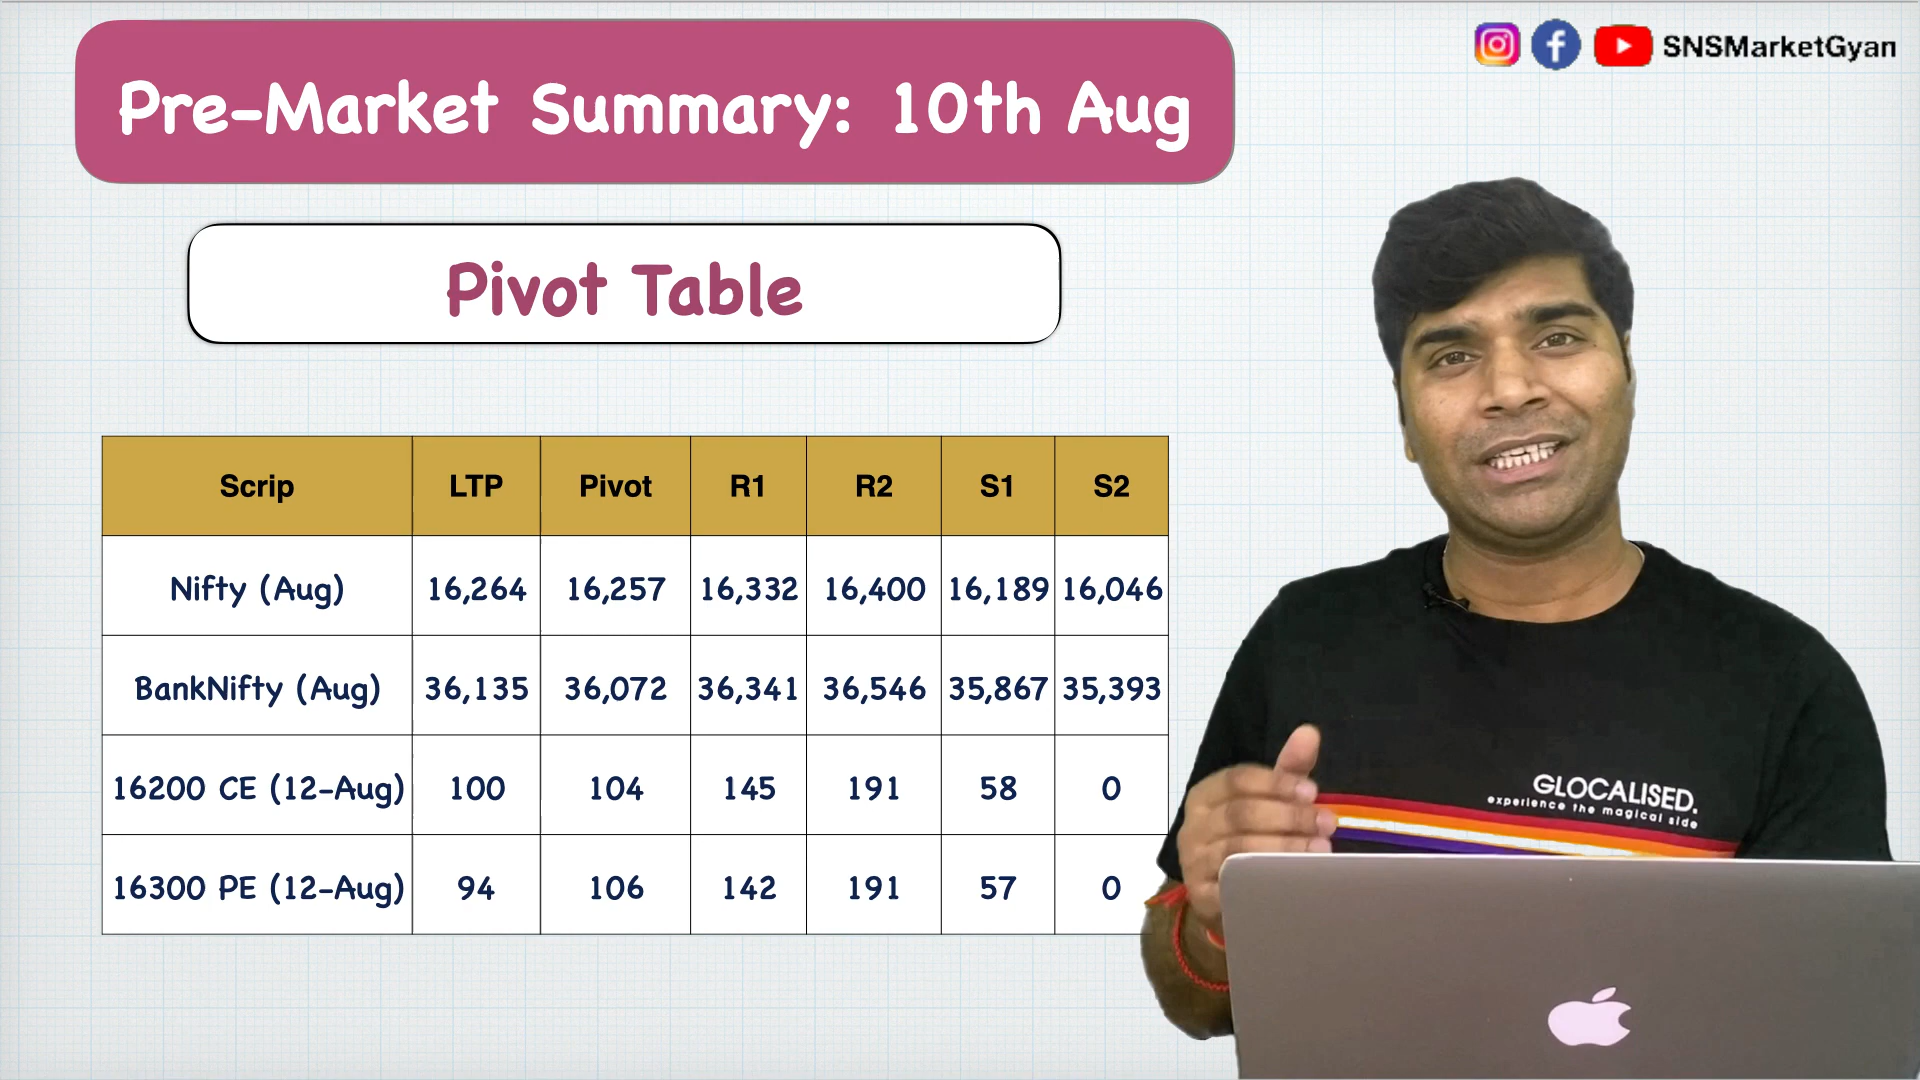 Pre-Market Summary: 10th Aug
SNSMarketGyan
Pivot Table
Scrip LTP Pivot R1 R2 S1 S2
Nifty (Aug) 16,264 16,257 16,332 16,400 16,189 16,046
BankNifty (Aug) 36,135 36,072 36,341 36,546 35,867 35,393
16200 CE (12-Aug) 100 104 145 191 58 0
16300 PE (12-Aug) 94 106 142 191 57 0
GLOCALISED.
experience the magical side